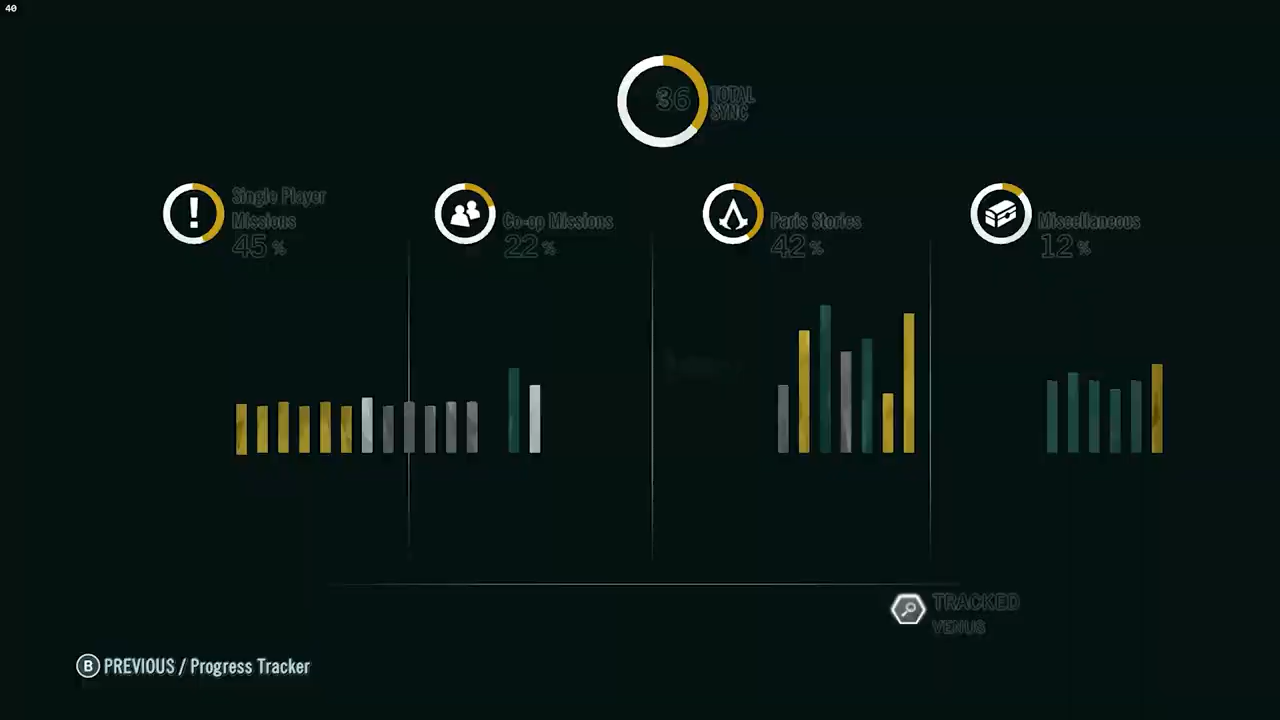 40
36
TOTAL
SYNC
Single Player
Missions
45 %
Co-op Missions
22 %
Paris Stories
42 %
Miscellaneous
12 %
TRACKED
VENUS
B PREVIOUS / Progress Tracker